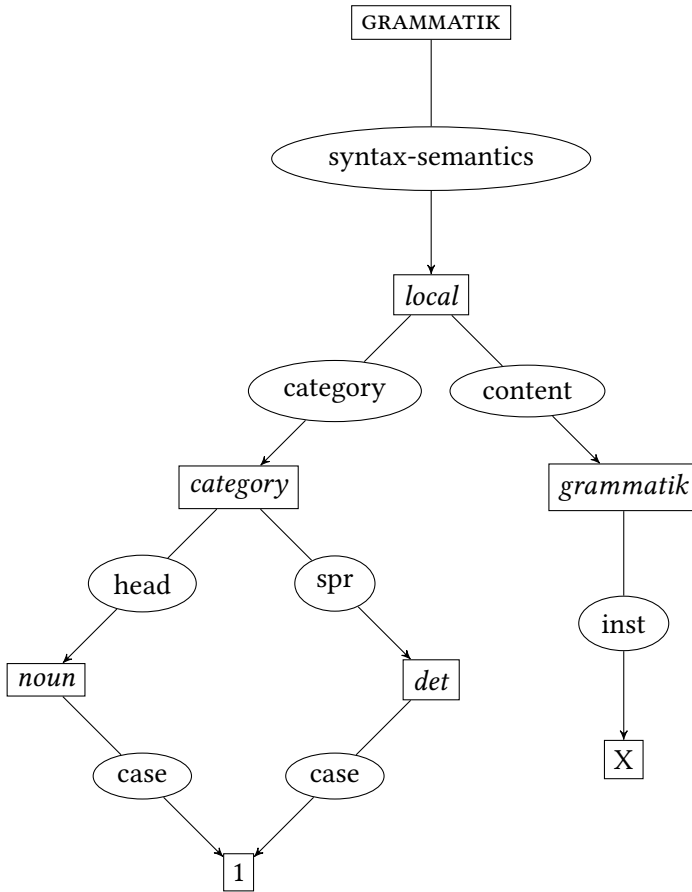 GRAMMATIK
syntax-semantics
local
category
content
category
grammatik
head
spr
inst
noun
det
case
case
X
1